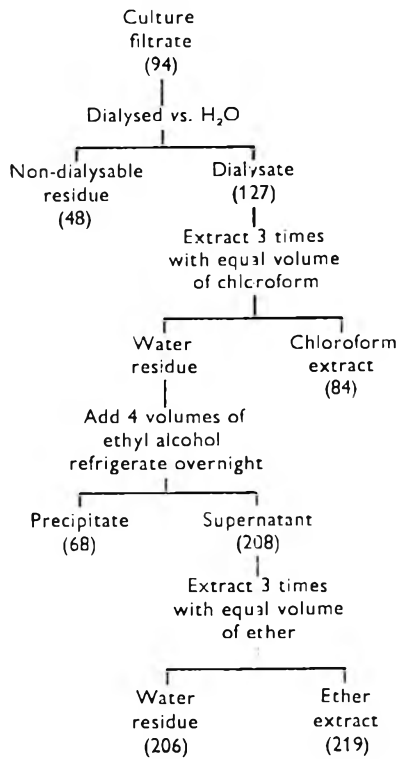 Culture
filtrate
(94)
Dialysed vs. H₂O
Non-dialysable
residue
(48)
Dialysate
(127)
Extract 3 times
with equal volume
of chloroform
Water
residue
Chloroform
extract
(84)
Add 4 volumes of
ethyl alcohol
refrigerate overnight
Precipitate
(68)
Supernatant
(208)
Extract 3 times
with equal volume
of ether
Water
residue
(206)
Ether
extract
(219)